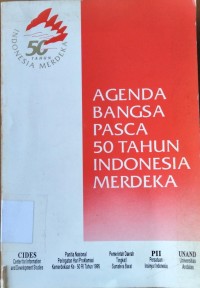 INDONESIA MERDEKA
50
TAHUN
AGENDA
BANGSA
PASCA
50 TAHUN
INDONESIA
MERDEKA
CIDES
Center for Information
and Development Studies
Panitia Nasional
Peringatan Hari Proklamasi
Kemerdekaan Ke - 50 RI Tahun 1995
Pemerintah Daerah
Tingkat I
Sumatera Barat
PII
Persatuan
Insinyur Indonesia
UNAND
Universitas
Andalas